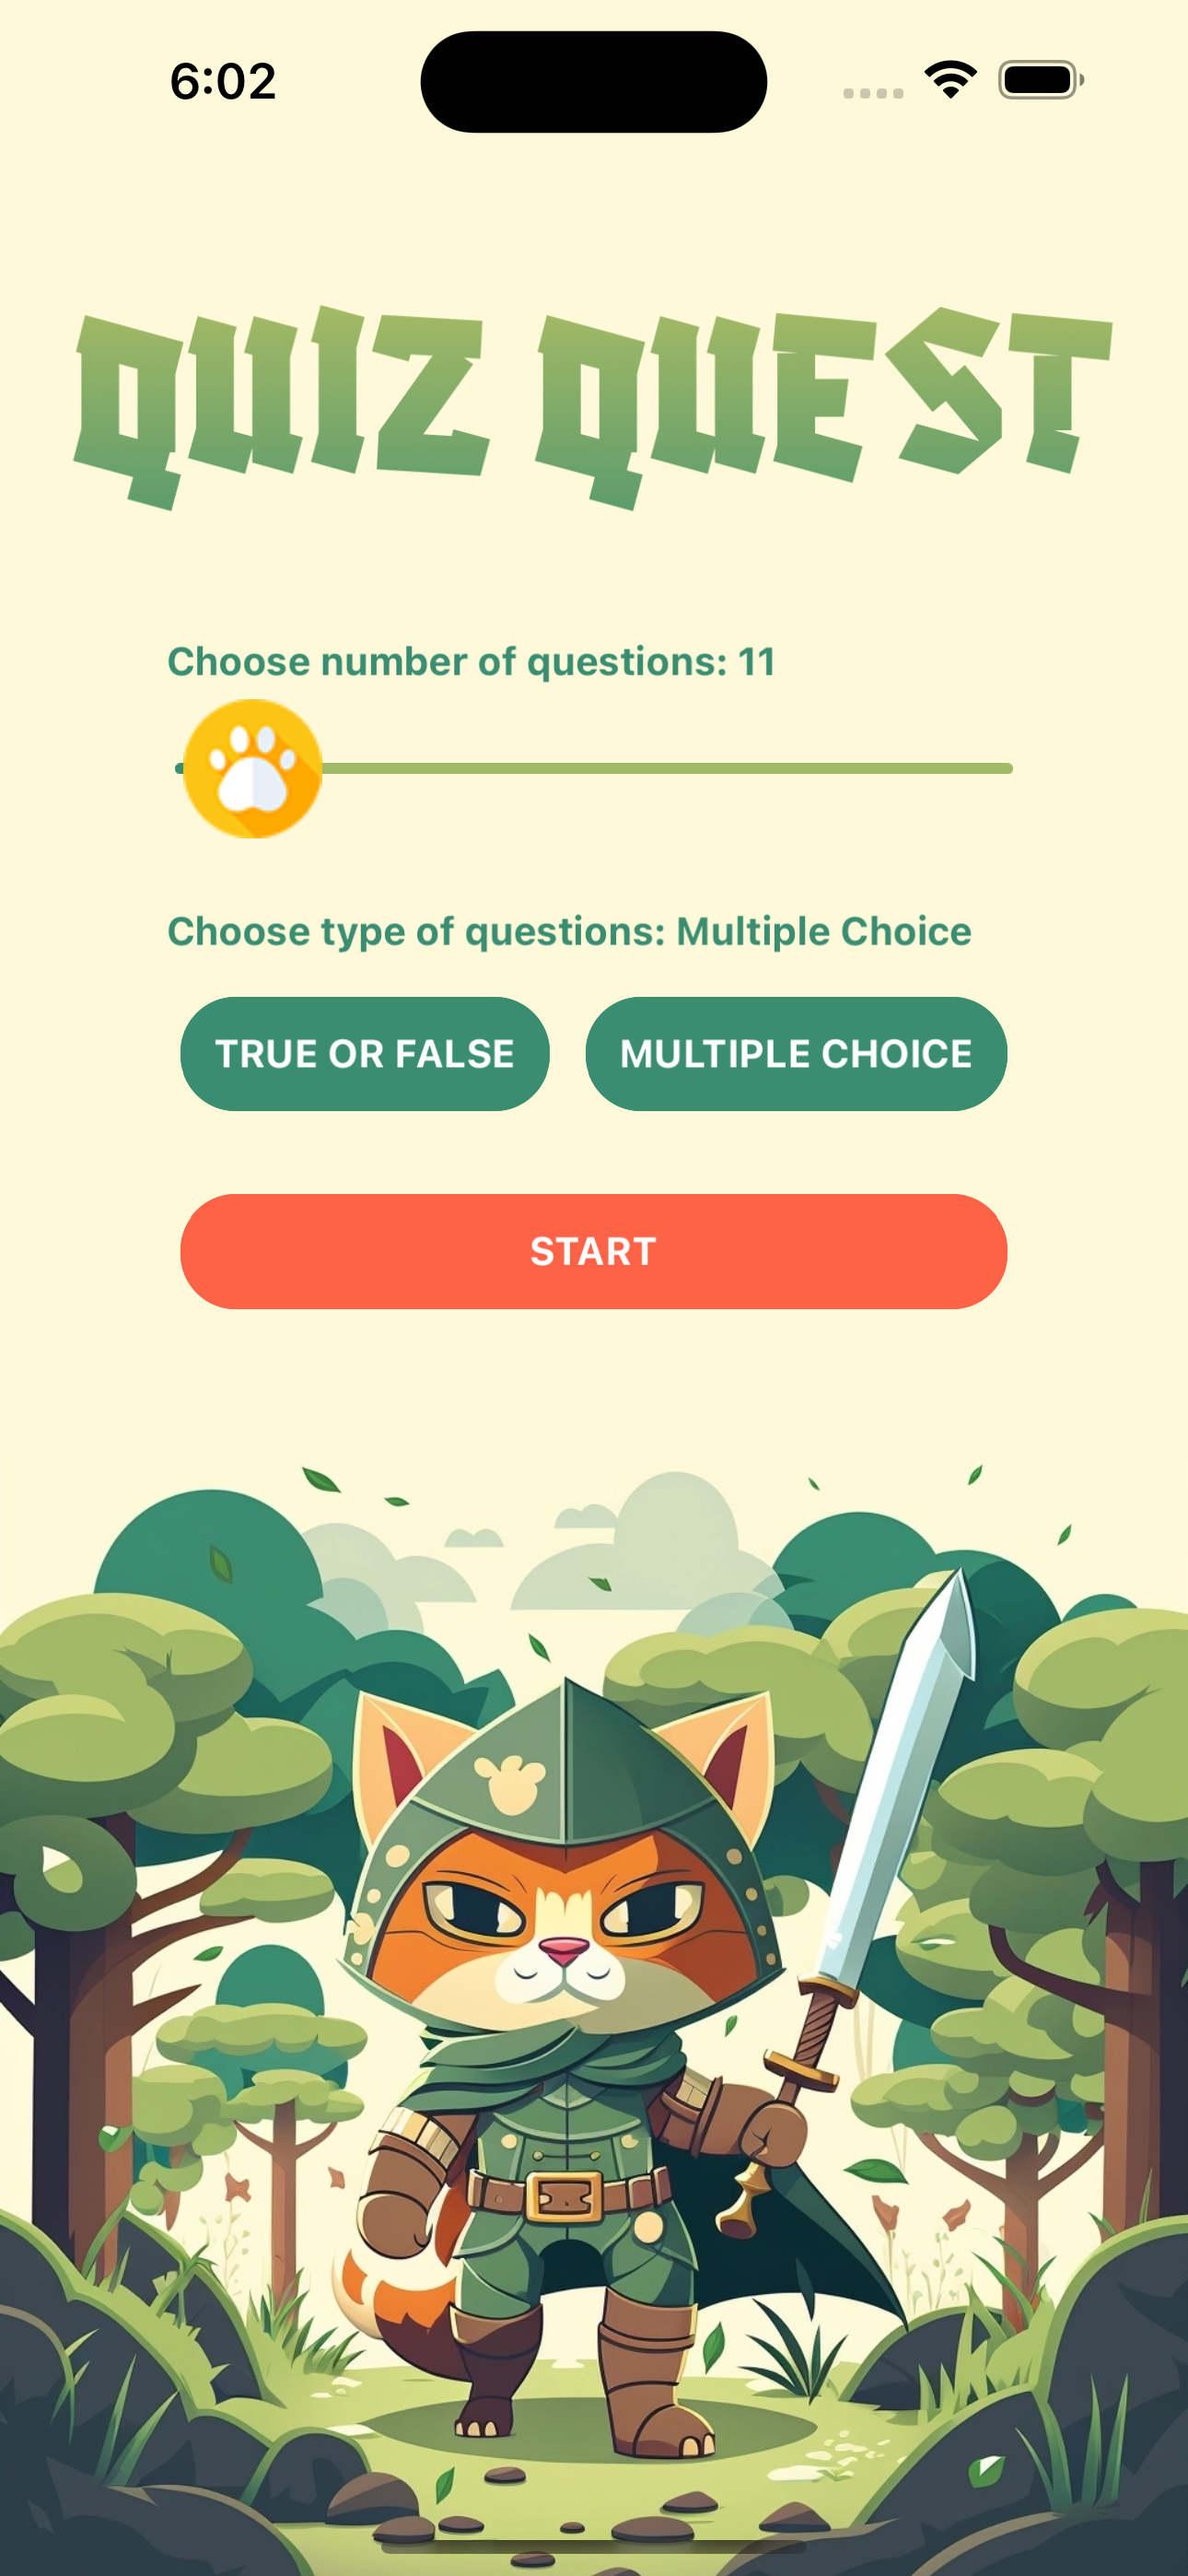 6:02
QUIZ QUEST
Choose number of questions: 11
Choose type of questions: Multiple Choice
TRUE OR FALSE
MULTIPLE CHOICE
START